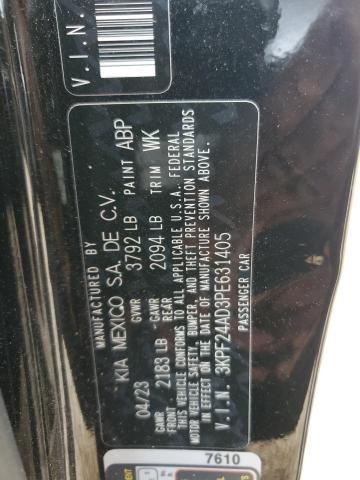 V.I.N.
MANUFACTURED BY
KIA MEXICO S.A. DE C.V.
04/23 GVWR 3792 LB PAINT ABP
GAWR FRONT 2183 LB GAWR REAR 2094 LB TRIM WK
THIS VEHICLE CONFORMS TO ALL APPLICABLE U.S.A. FEDERAL
MOTOR VEHICLE SAFETY, BUMPER, AND THEFT PREVENTION STANDARDS
IN EFFECT ON THE DATE OF MANUFACTURE SHOWN ABOVE.
V.I.N. 3KPF24AD3PE631405
PASSENGER CAR
7610